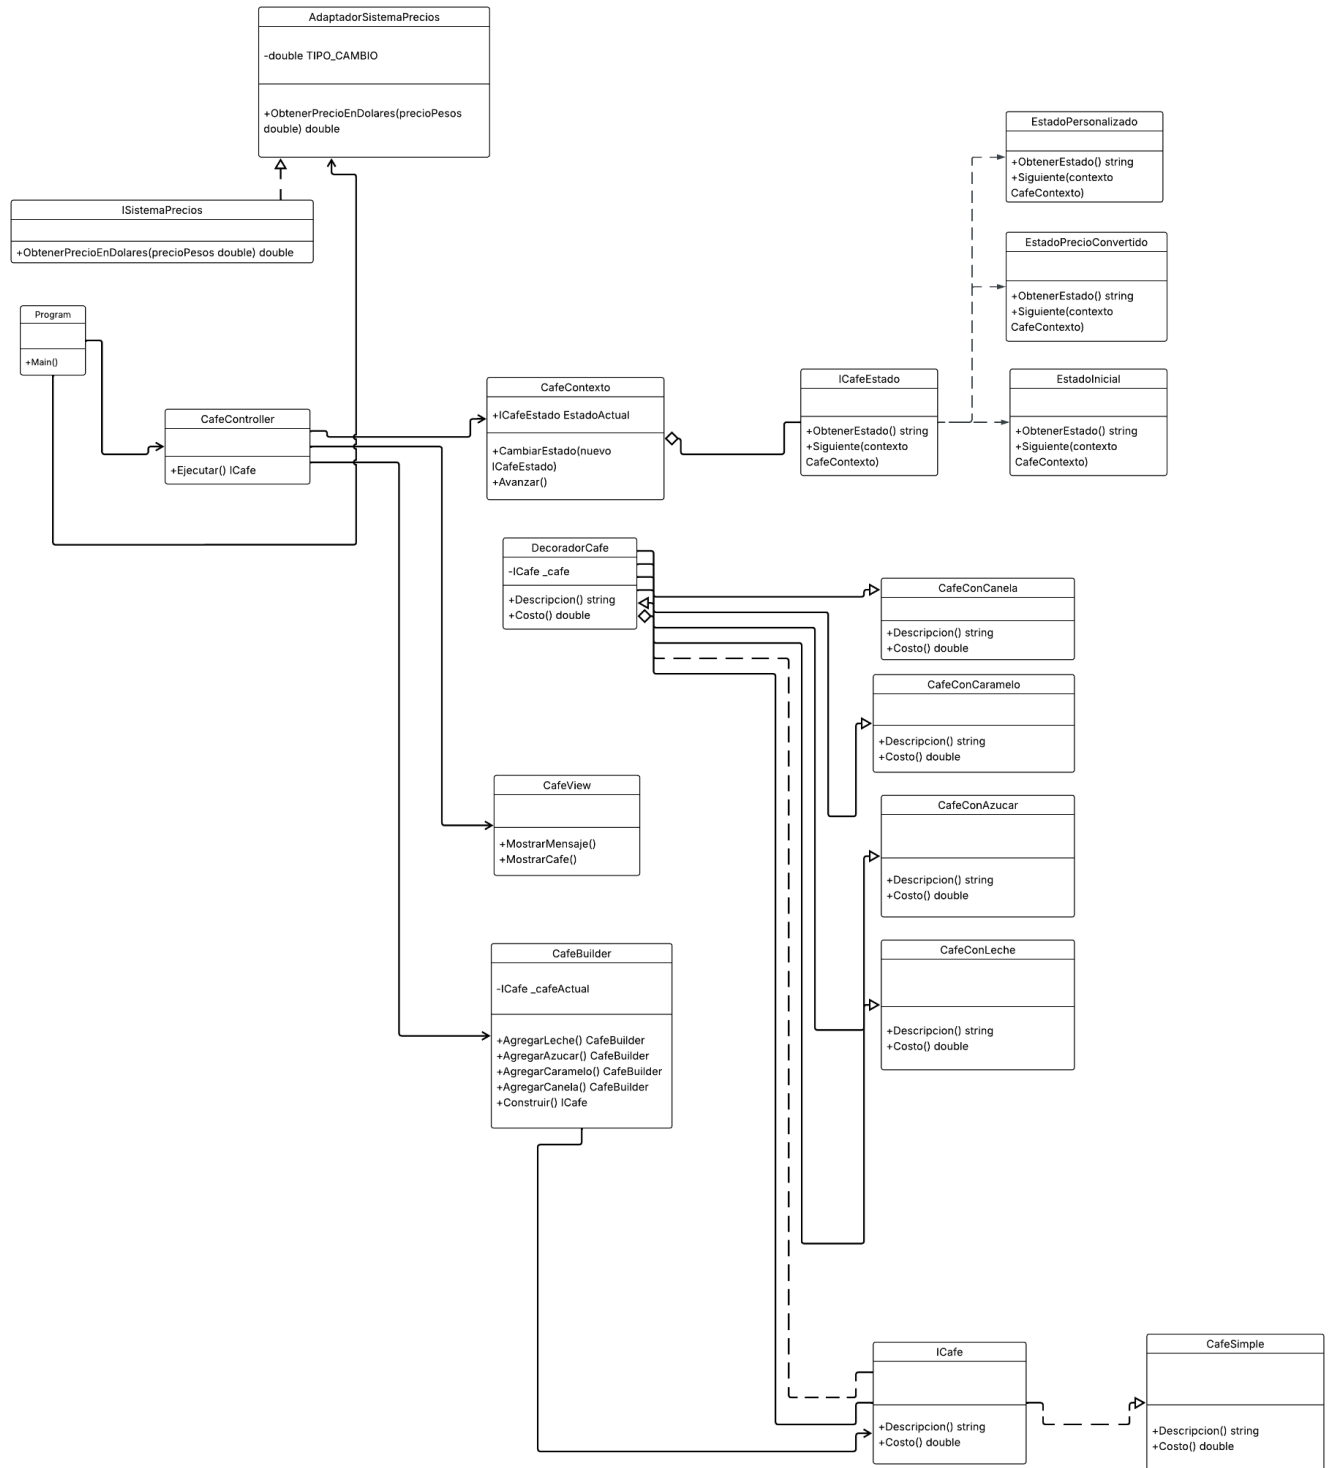 AdaptadorSistemaPrecios
-double TIPO_CAMBIO
+ObtenerPrecioEnDolares(precioPesos
double) double
ISistemaPrecios
+ObtenerPrecioEnDolares(precioPesos double) double
Program
+Main()
CafeController
+Ejecutar() ICafe
CafeContexto
+ICafeEstado EstadoActual
+CambiarEstado(nuevo
ICafeEstado)
+Avanzar()
ICafeEstado
+ObtenerEstado() string
+Siguiente(contexto
CafeContexto)
EstadoPersonalizado
+ObtenerEstado() string
+Siguiente(contexto
CafeContexto)
EstadoPrecioConvertido
+ObtenerEstado() string
+Siguiente(contexto
CafeContexto)
EstadoInicial
+ObtenerEstado() string
+Siguiente(contexto
CafeContexto)
DecoradorCafe
-ICafe _cafe
+Descripcion() string
+Costo() double
CafeConCanela
+Descripcion() string
+Costo() double
CafeConCaramelo
+Descripcion() string
+Costo() double
CafeConAzucar
+Descripcion() string
+Costo() double
CafeConLeche
+Descripcion() string
+Costo() double
CafeView
+MostrarMensaje()
+MostrarCafe()
CafeBuilder
-ICafe _cafeActual
+AgregarLeche() CafeBuilder
+AgregarAzucar() CafeBuilder
+AgregarCaramelo() CafeBuilder
+AgregarCanela() CafeBuilder
+Construir() ICafe
ICafe
+Descripcion() string
+Costo() double
CafeSimple
+Descripcion() string
+Costo() double